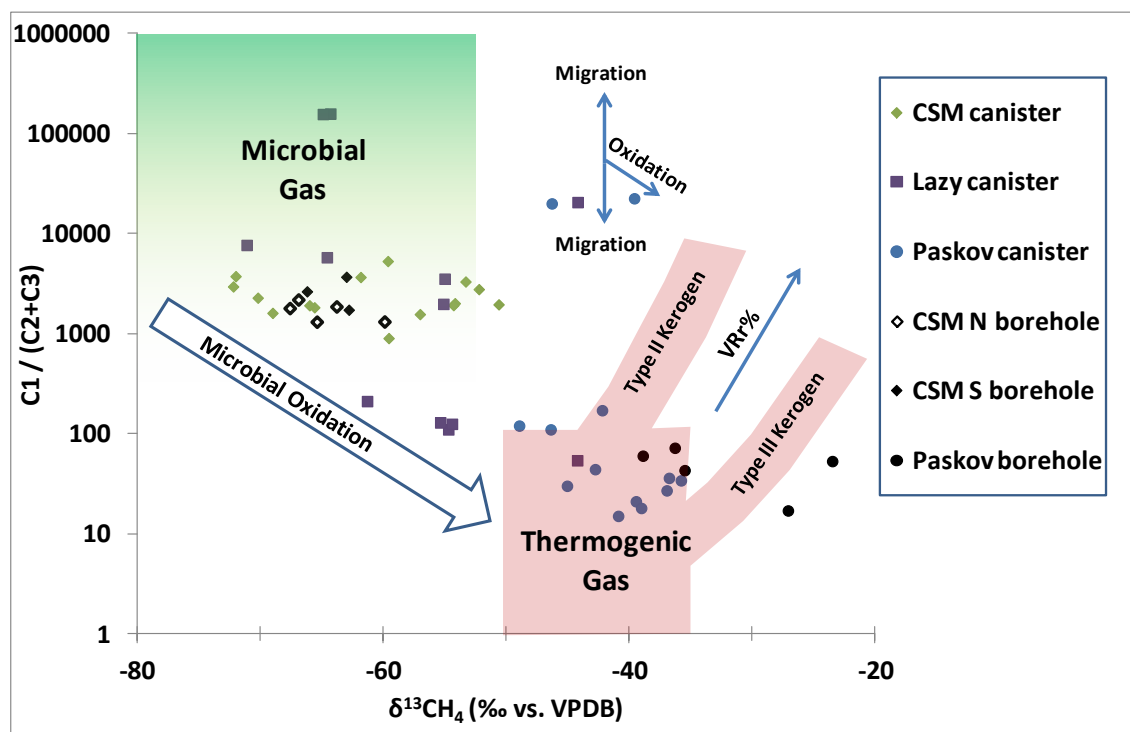 C1 / (C2+C3)
1000000
100000
10000
1000
100
10
1
-80
-60
-40
-20
δ¹³CH₄ (‰ vs. VPDB)
Microbial
Gas
Microbial Oxidation
Migration
Oxidation
Migration
Type II Kerogen
VRr%
Type III Kerogen
Thermogenic
Gas
CSM canister
Lazy canister
Paskov canister
CSM N borehole
CSM S borehole
Paskov borehole